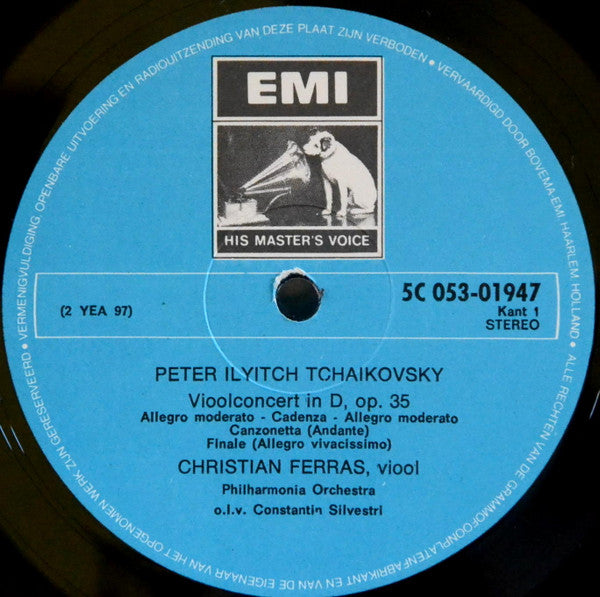 EMI
HIS MASTER'S VOICE
5C 053-01947
(2 YEA 97)
Kant 1
STEREO
PETER ILYITCH TCHAIKOVSKY
Vioolconcert in D, op. 35
Allegro moderato - Cadenza - Allegro moderato
Canzonetta (Andante)
Finale (Allegro vivacissimo)
CHRISTIAN FERRAS, viool
Philharmonia Orchestra
o.l.v. Constantin Silvestri
VERMENIGVULDIGING, OPENBARE UITVOERING EN RADIOUITZENDING VAN DEZE PLAAT ZIJN VERBODEN • VERVAARDIGD DOOR BOVEMA-EMI HAARLEM HOLLAND • ALLE RECHTEN VAN DE GRAMMOFOONPLATENFABRIKANT EN VAN DE EIGENAAR VAN HET OPGENOMEN WERK ZIJN GERESERVEERD •